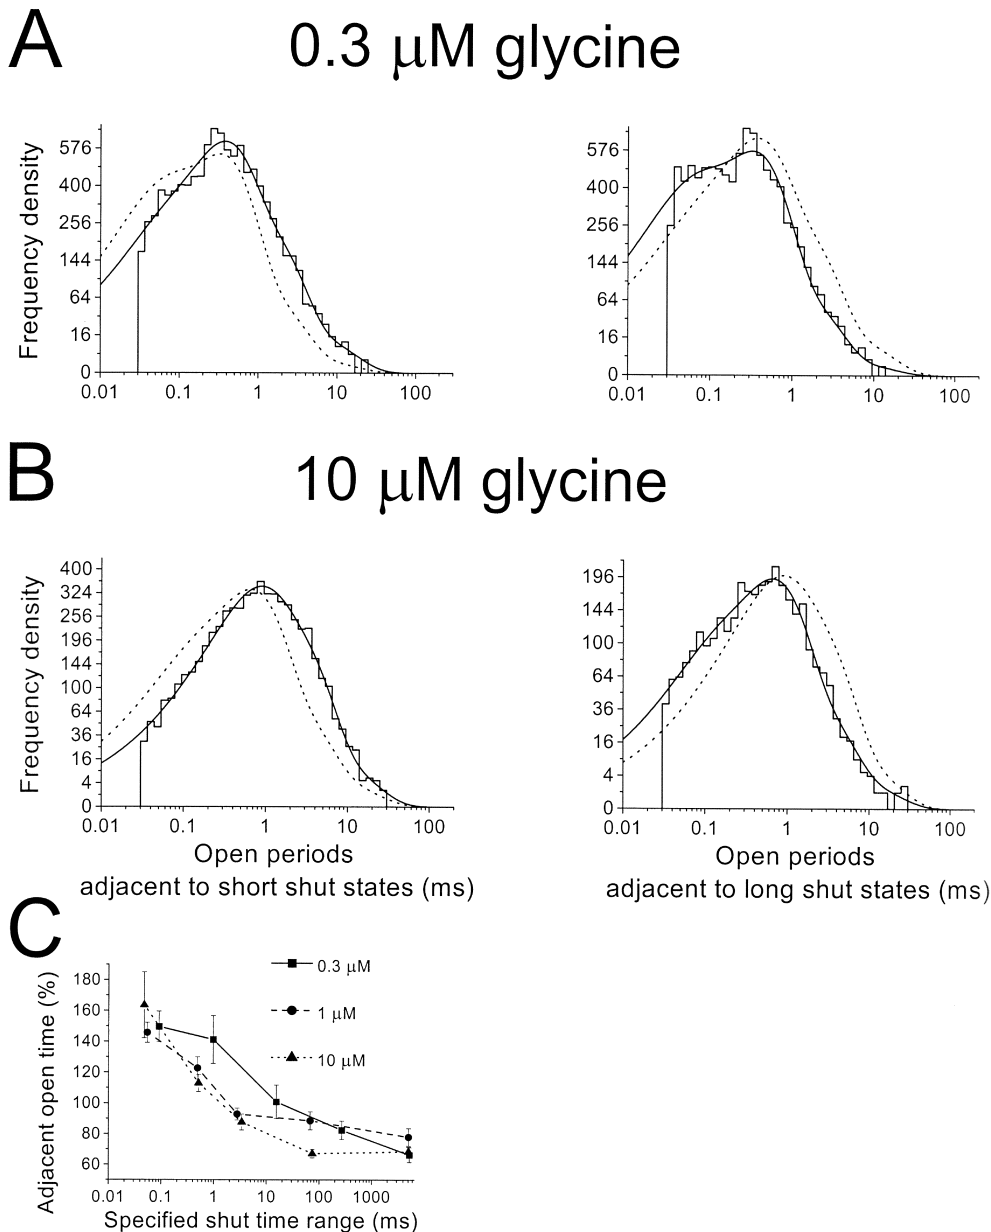 A
0.3 μM glycine
Frequency density
576
400
256
144
64
16
0
0.01 0.1 1 10 100
576
400
256
144
64
16
0
0.01 0.1 1 10 100
B
10 μM glycine
Frequency density
400
324
256
196
144
100
64
36
16
4
0
0.01 0.1 1 10 100
Open periods
adjacent to short shut states (ms)
196
144
100
64
36
16
4
0
0.01 0.1 1 10 100
Open periods
adjacent to long shut states (ms)
C
Adjacent open time (%)
180
160
140
120
100
80
60
0.3 μM
1 μM
10 μM
0.01 0.1 1 10 100 1000
Specified shut time range (ms)